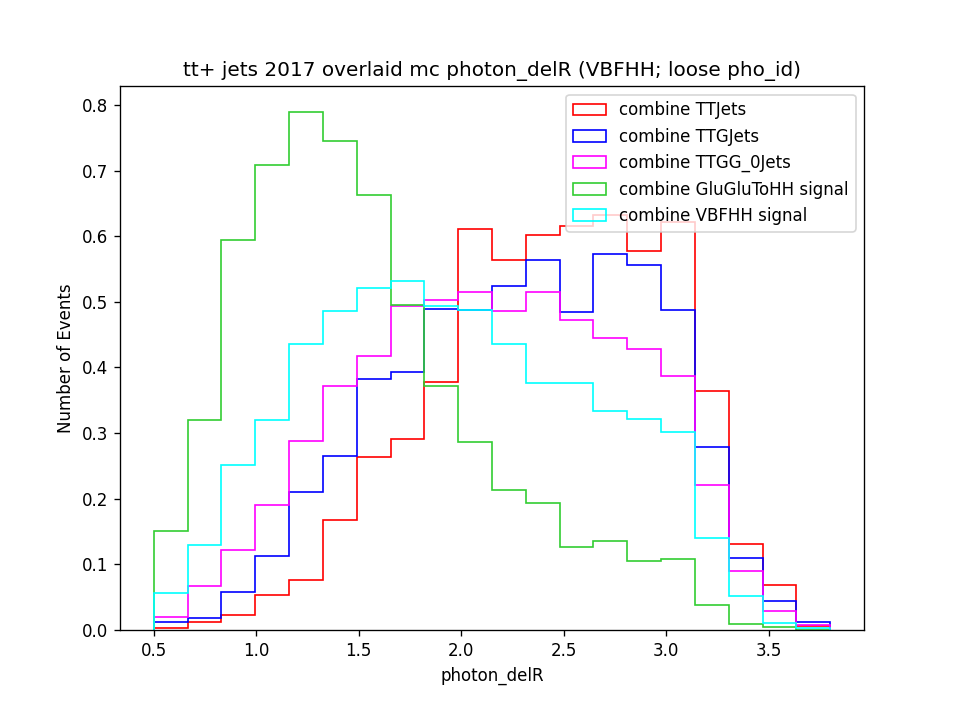 tt+ jets 2017 overlaid mc photon_delR (VBFHH; loose pho_id)
combine TTJets
combine TTGJets
combine TTGG_0Jets
combine GluGluToHH signal
combine VBFHH signal
Number of Events
0.8
0.7
0.6
0.5
0.4
0.3
0.2
0.1
0.0
0.5 1.0 1.5 2.0 2.5 3.0 3.5
photon_delR